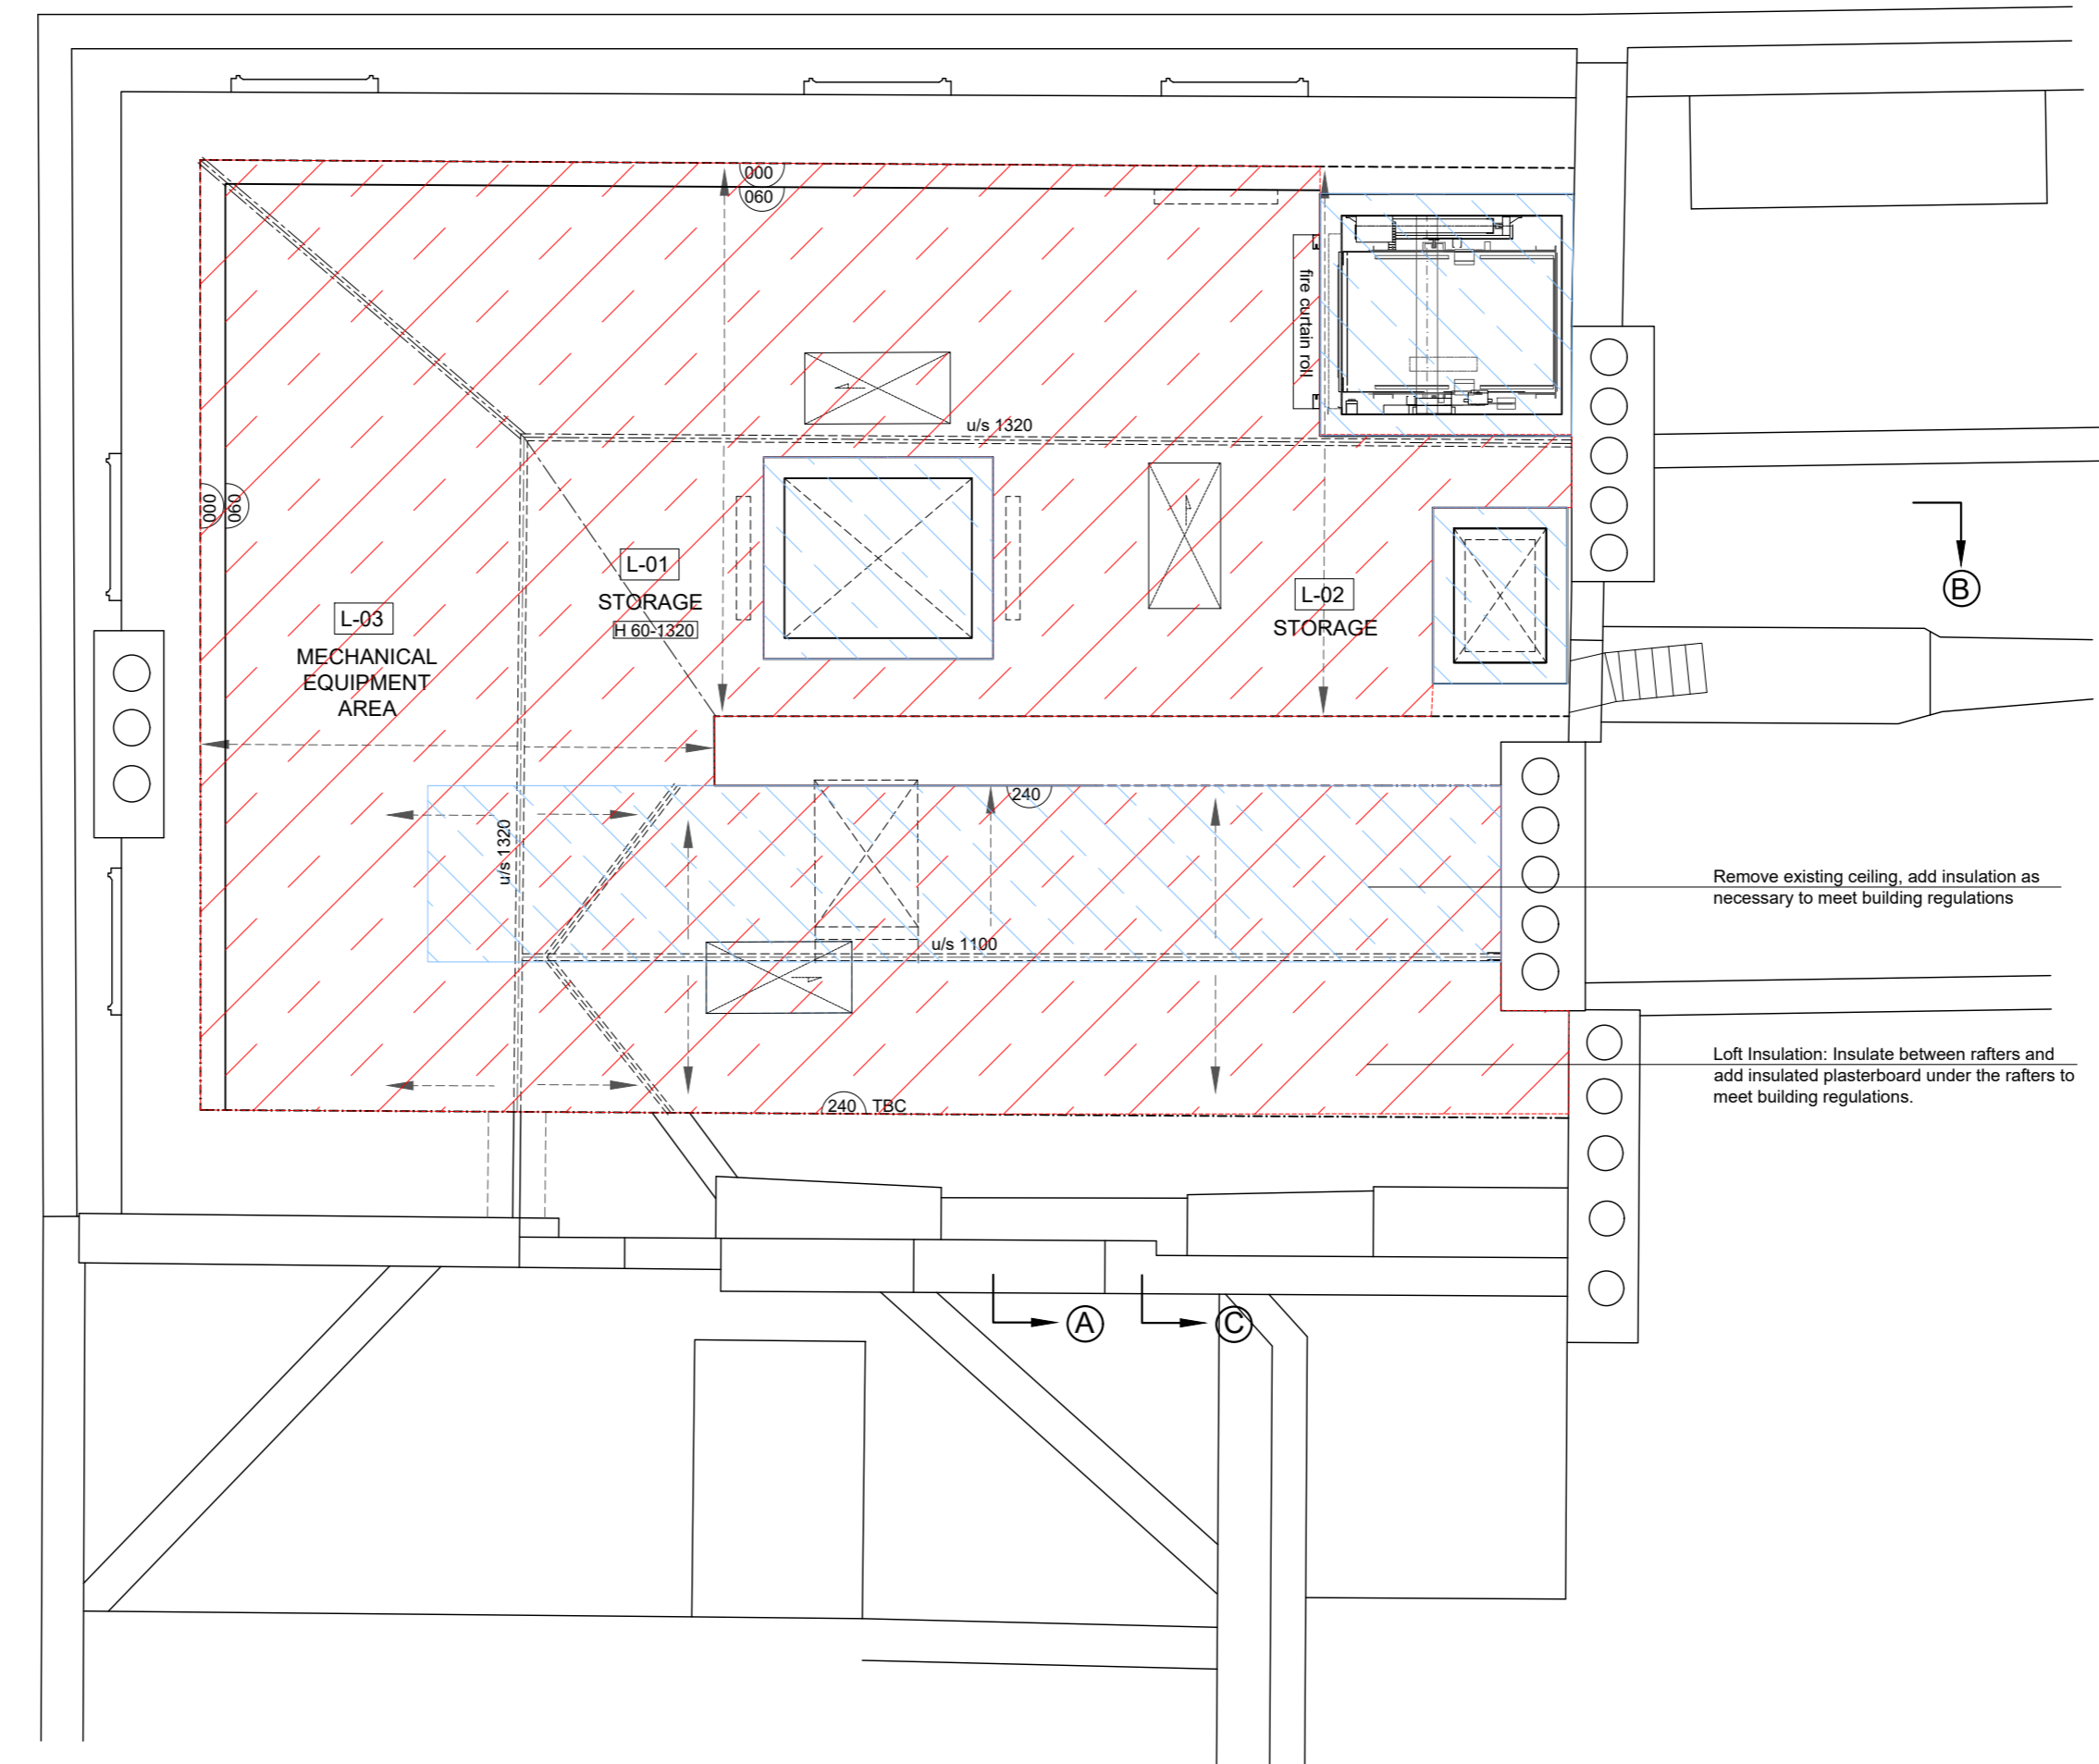 000
060
fire curtain roll
u/s 1320
000
060
L-01
STORAGE
H 60-1320
L-02
STORAGE
B
L-03
MECHANICAL
EQUIPMENT
AREA
240
u/s 1320
Remove existing ceiling, add insulation as
necessary to meet building regulations
u/s 1100
Loft Insulation: Insulate between rafters and
add insulated plasterboard under the rafters to
meet building regulations.
240 TBC
A
C